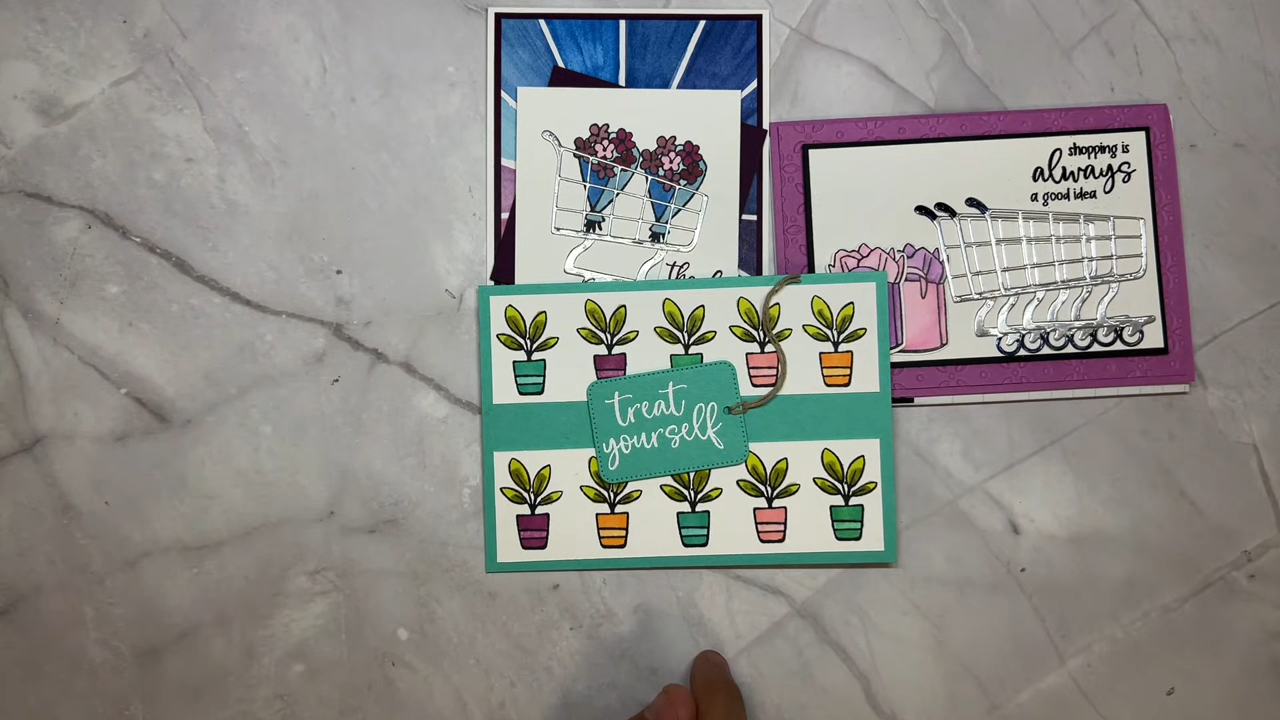 shopping is
always
a good idea
treat
yourself